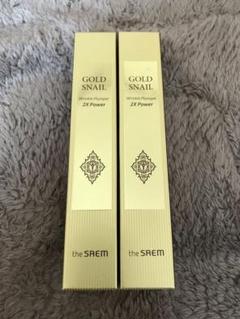 GOLD
SNAIL
Wrinkle Plumper
2X Power
the SAEM
GOLD
SNAIL
Wrinkle Plumper
2X Power
the SAEM